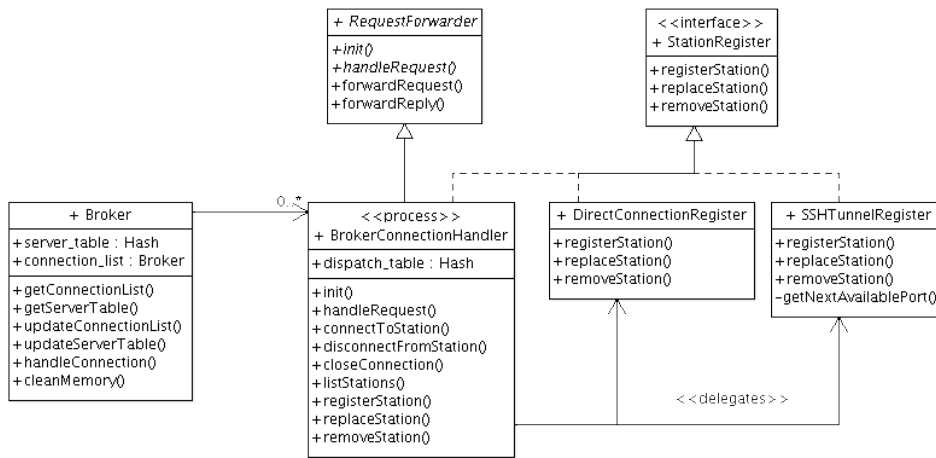 + RequestForwarder
+ init()
+ handleRequest()
+ forwardRequest()
+ forwardReply()
<<interface>>
+ StationRegister
+ registerStation()
+ replaceStation()
+ removeStation()
0..*
+ Broker
+ server_table : Hash
+ connection_list : Broker
+ getConnectionList()
+ getServerTable()
+ updateConnectionList()
+ updateServerTable()
+ handleConnection()
+ cleanMemory()
<<process>>
+ BrokerConnectionHandler
+ dispatch_table : Hash
+ init()
+ handleRequest()
+ connectToStation()
+ disconnectFromStation()
+ closeConnection()
+ listStations()
+ registerStation()
+ replaceStation()
+ removeStation()
+ DirectConnectionRegister
+ registerStation()
+ replaceStation()
+ removeStation()
+ SSHTunnelRegister
+ registerStation()
+ replaceStation()
+ removeStation()
- getNextAvailablePort()
<<delegates>>